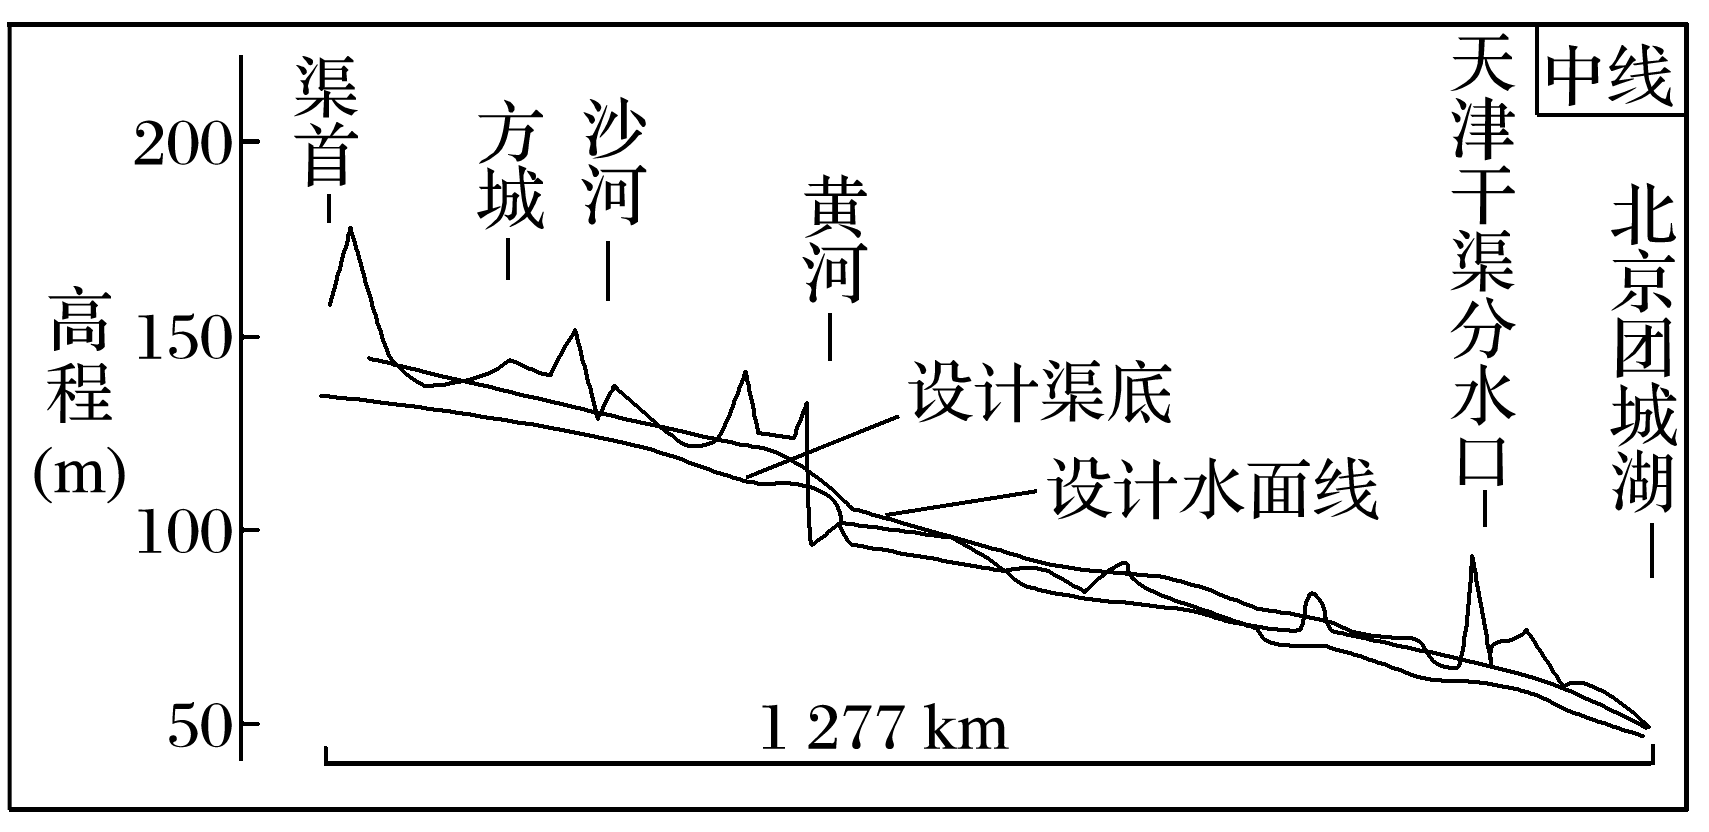 中线
渠首
方城
沙河
黄河
天津干渠分水口
北京团城湖
高程
(m)
200
150
100
50
设计渠底
设计水面线
1 277 km